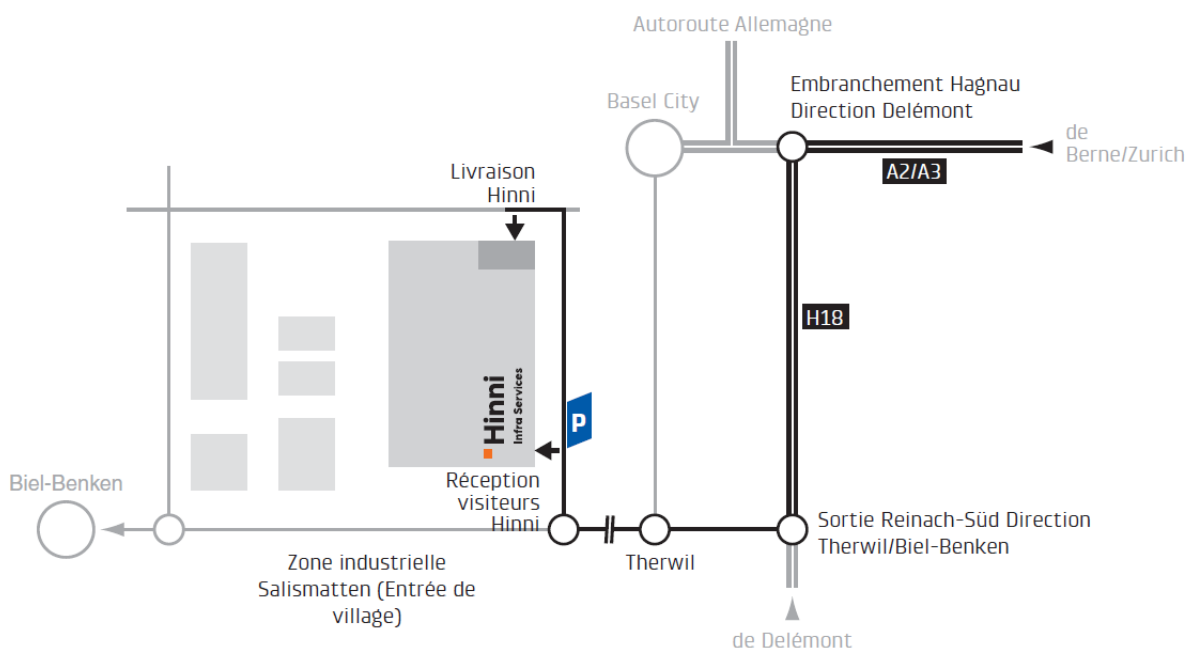 Autoroute Allemagne
Embranchement Hagnau
Direction Delémont
Basel City
de
Berne/Zurich
A2/A3
Livraison
Hinni
H18
Hinni
Infra Services
P
Réception
visiteurs
Hinni
Biel-Benken
Sortie Reinach-Süd Direction
Therwil/Biel-Benken
Therwil
Zone industrielle
Salismatten (Entrée de
village)
de Delémont